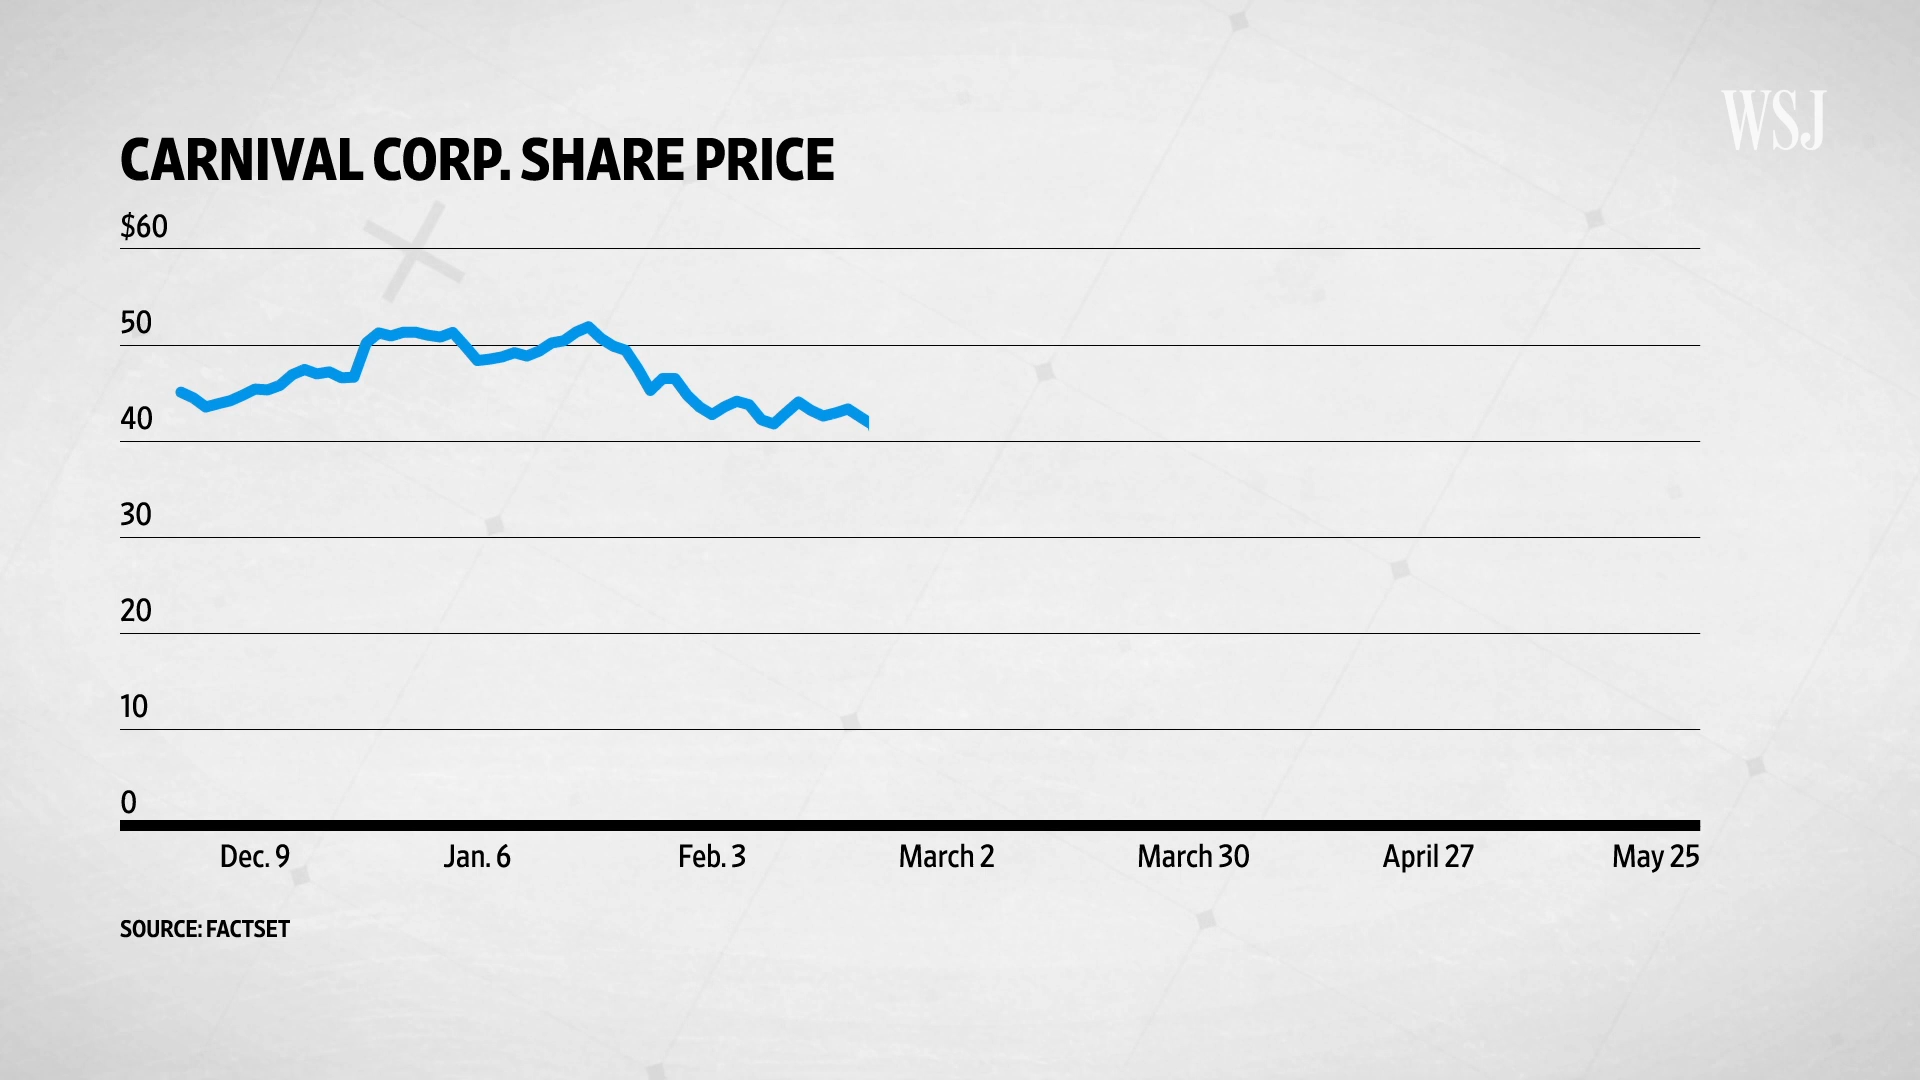 WSJ
CARNIVAL CORP. SHARE PRICE
$60
50
40
30
20
10
0
Dec. 9 Jan. 6 Feb. 3 March 2 March 30 April 27 May 25
SOURCE: FACTSET